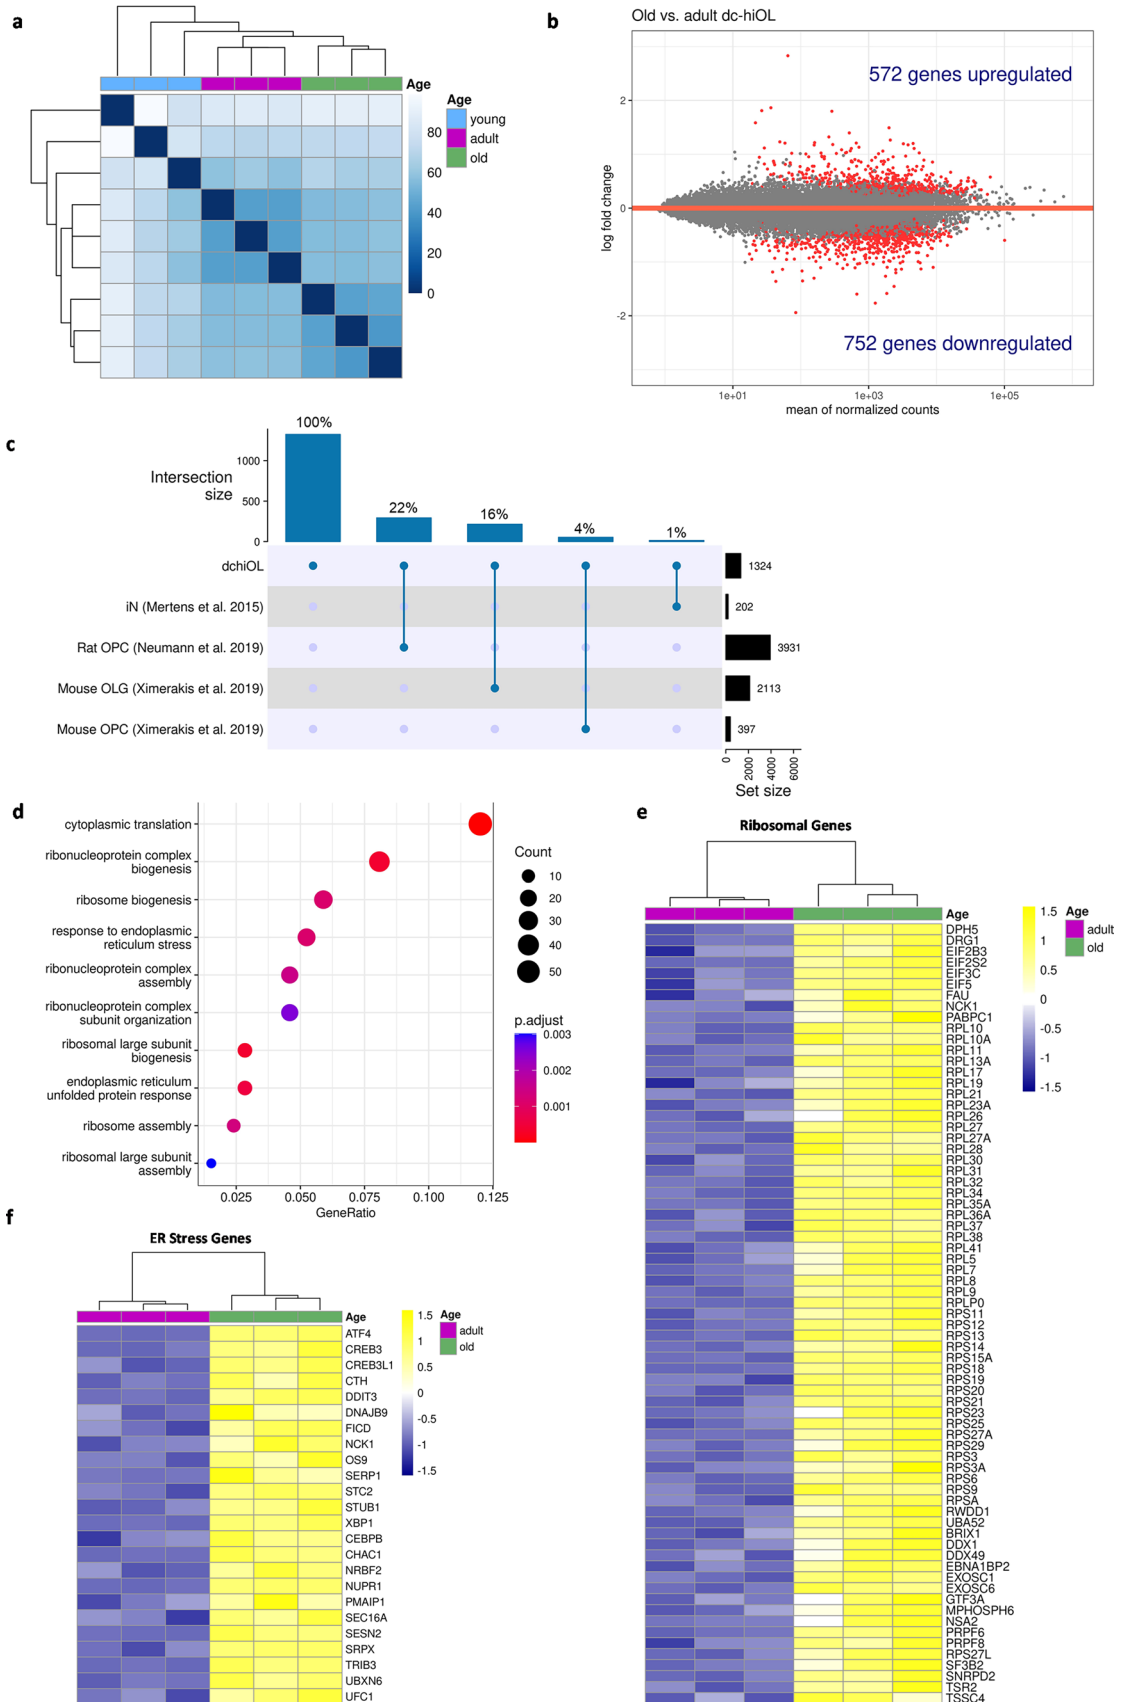 a
Age
Age
young
adult
old
80
60
40
20
0
b
Old vs. adult dc-hiOL
572 genes upregulated
752 genes downregulated
log fold change
2
0
-2
1e+01
1e+03
1e+05
mean of normalized counts
c
Intersection
size
1000
500
0
100%
22%
16%
4%
1%
dchiOL
iN (Mertens et al. 2015)
Rat OPC (Neumann et al. 2019)
Mouse OLG (Ximerakis et al. 2019)
Mouse OPC (Ximerakis et al. 2019)
1324
202
3931
2113
397
0
2000
4000
6000
Set size
d
cytoplasmic translation
ribonucleoprotein complex
biogenesis
ribosome biogenesis
response to endoplasmic
reticulum stress
ribonucleoprotein complex
assembly
ribonucleoprotein complex
subunit organization
ribosomal large subunit
biogenesis
endoplasmic reticulum
unfolded protein response
ribosome assembly
ribosomal large subunit
assembly
0.025
0.050
0.075
0.100
0.125
GeneRatio
Count
10
20
30
40
50
p.adjust
0.003
0.002
0.001
e
Ribosomal Genes
Age
DPH5
DRG1
EIF2B3
EIF2S2
EIF3C
EIF5
FAU
NCK1
PABPC1
RPL10
RPL10A
RPL11
RPL13A
RPL17
RPL19
RPL21
RPL23A
RPL26
RPL27
RPL27A
RPL28
RPL30
RPL31
RPL32
RPL34
RPL35A
RPL36A
RPL37
RPL38
RPL41
RPL5
RPL7
RPL8
RPL9
RPLP0
RPS11
RPS12
RPS13
RPS14
RPS15A
RPS18
RPS19
RPS20
RPS21
RPS23
RPS25
RPS27A
RPS29
RPS3
RPS3A
RPS6
RPS9
RPSA
RWDD1
UBA52
BRIX1
DDX1
DDX49
EBNA1BP2
EXOSC1
EXOSC6
GTF3A
MPHOSPH6
NSA2
PRPF6
PRPF8
RPS27L
SF3B2
SNRPD2
TSR2
TSSC4
1.5
1
0.5
0
-0.5
-1
-1.5
Age
adult
old
f
ER Stress Genes
Age
ATF4
CREB3
CREB3L1
CTH
DDIT3
DNAJB9
FICD
NCK1
OS9
SERP1
STC2
STUB1
XBP1
CEBPB
CHAC1
NRBF2
NUPR1
PMAIP1
SEC16A
SESN2
SRPX
TRIB3
UBXN6
UFC1
1.5
1
0.5
0
-0.5
-1
-1.5
Age
adult
old